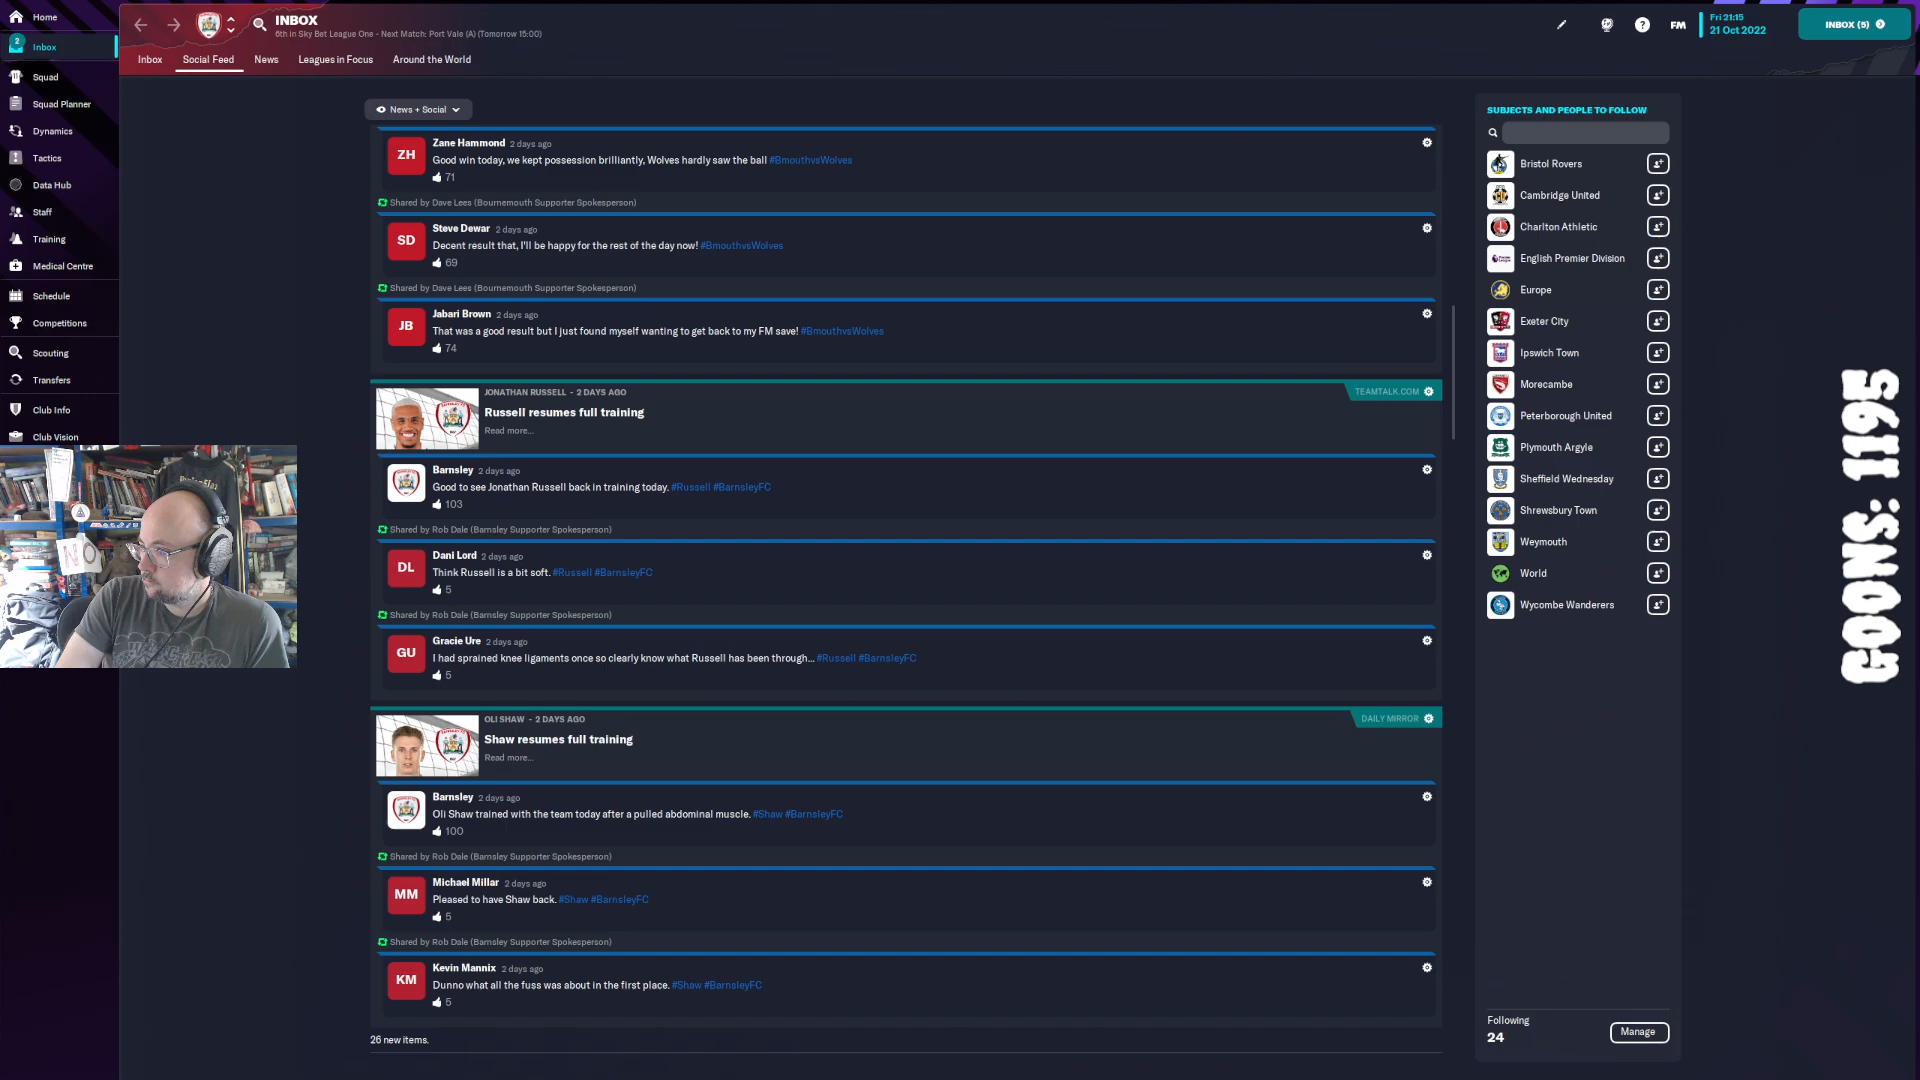 Home
2
Inbox
Squad
Squad Planner
Dynamics
Tactics
Data Hub
Staff
Training
Medical Centre
Schedule
Competitions
Scouting
Transfers
Club Info
Club Vision
INBOX
6th in Sky Bet League One - Next Match: Port Vale (A) (Tomorrow 15:00)
FM
Fri 21:15
21 Oct 2022
INBOX (5)
Inbox
Social Feed
News
Leagues in Focus
Around the World
News + Social
ZH
Zane Hammond 2 days ago
Good win today, we kept possession brilliantly, Wolves hardly saw the ball #BmouthvsWolves
71
Shared by Dave Lees (Bournemouth Supporter Spokesperson)
SD
Steve Dewar 2 days ago
Decent result that, I'll be happy for the rest of the day now! #BmouthvsWolves
69
Shared by Dave Lees (Bournemouth Supporter Spokesperson)
JB
Jabari Brown 2 days ago
That was a good result but I just found myself wanting to get back to my FM save! #BmouthvsWolves
74
JONATHAN RUSSELL - 2 DAYS AGO
TEAMTALK.COM
Russell resumes full training
Read more...
Barnsley 2 days ago
Good to see Jonathan Russell back in training today. #Russell #BarnsleyFC
103
Shared by Rob Dale (Barnsley Supporter Spokesperson)
DL
Dani Lord 2 days ago
Think Russell is a bit soft. #Russell #BarnsleyFC
5
Shared by Rob Dale (Barnsley Supporter Spokesperson)
GU
Gracie Ure 2 days ago
I had sprained knee ligaments once so clearly know what Russell has been through... #Russell #BarnsleyFC
5
OLI SHAW - 2 DAYS AGO
DAILY MIRROR
Shaw resumes full training
Read more...
Barnsley 2 days ago
Oli Shaw trained with the team today after a pulled abdominal muscle. #Shaw #BarnsleyFC
100
Shared by Rob Dale (Barnsley Supporter Spokesperson)
MM
Michael Millar 2 days ago
Pleased to have Shaw back. #Shaw #BarnsleyFC
5
Shared by Rob Dale (Barnsley Supporter Spokesperson)
KM
Kevin Mannix 2 days ago
Dunno what all the fuss was about in the first place. #Shaw #BarnsleyFC
5
26 new items.
SUBJECTS AND PEOPLE TO FOLLOW
Bristol Rovers
Cambridge United
Charlton Athletic
English Premier Division
Europe
Exeter City
Ipswich Town
Morecambe
Peterborough United
Plymouth Argyle
Sheffield Wednesday
Shrewsbury Town
Weymouth
World
Wycombe Wanderers
Following
24
Manage
GOONS: 1195
NO